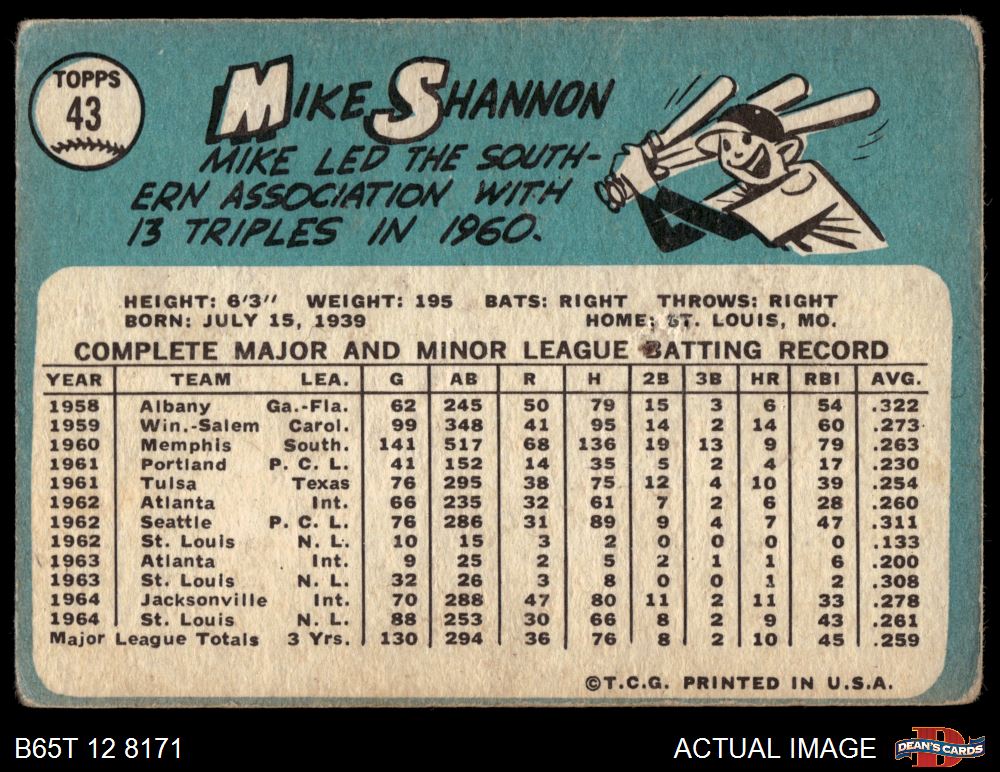 TOPPS
43
MIKE SHANNON
MIKE LED THE SOUTH-
ERN ASSOCIATION WITH
13 TRIPLES IN 1960.
HEIGHT: 6'3" WEIGHT: 195 BATS: RIGHT THROWS: RIGHT
BORN: JULY 15, 1939 HOME: ST. LOUIS, MO.
COMPLETE MAJOR AND MINOR LEAGUE BATTING RECORD
YEAR TEAM LEA. G AB R H 2B 3B HR RBI AVG.
1958 Albany Ga.-Fla. 62 245 50 79 15 3 6 54 .322
1959 Win.-Salem Carol. 99 348 41 95 14 2 14 60 .273
1960 Memphis South. 141 517 68 136 19 13 9 79 .263
1961 Portland P. C. L. 41 152 14 35 5 2 4 17 .230
1961 Tulsa Texas 76 295 38 75 12 4 10 39 .254
1962 Atlanta Int. 66 235 32 61 7 2 6 28 .260
1962 Seattle P. C. L. 76 286 31 89 9 4 7 47 .311
1962 St. Louis N. L. 10 15 3 2 0 0 0 0 .133
1963 Atlanta Int. 9 25 2 5 2 1 1 6 .200
1963 St. Louis N. L. 32 26 3 8 0 0 1 2 .308
1964 Jacksonville Int. 70 288 47 80 11 2 11 33 .278
1964 St. Louis N. L. 88 253 30 66 8 2 9 43 .261
Major League Totals 3 Yrs. 130 294 36 76 8 2 10 45 .259
©T.C.G. PRINTED IN U.S.A.
B65T 12 8171 ACTUAL IMAGE DEAN'S CARDS